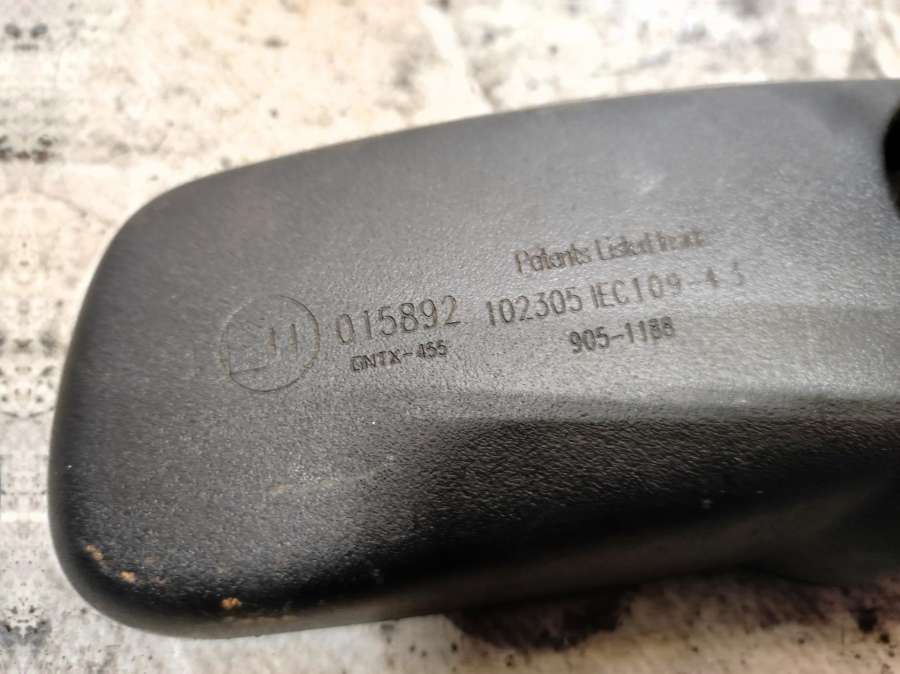 Patents Listed Inside
015892 102305 IEC109-4.5
GNTX-455 905-1188